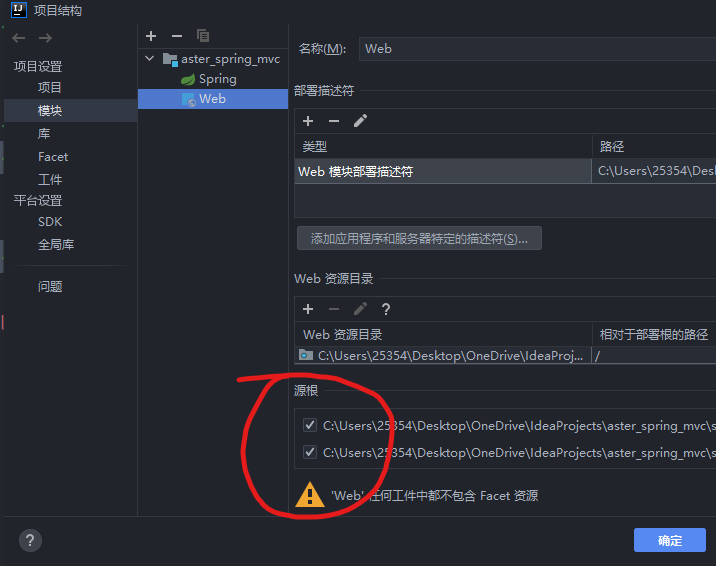 项目结构
项目设置
项目
模块
库
Facet
工件
平台设置
SDK
全局库
问题
aster_spring_mvc
Spring
Web
名称(M): Web
部署描述符
类型 路径
Web 模块部署描述符 C:\Users\25354\Desl
添加应用程序和服务器特定的描述符(S)...
Web 资源目录
Web 资源目录 相对于部署根的路径
C:\Users\25354\Desktop\OneDrive\IdeaProj... /
源根
C:\Users\25354\Desktop\OneDrive\IdeaProjects\aster_spring_mvc\s
C:\Users\25354\Desktop\OneDrive\IdeaProjects\aster_spring_mvc\s
'Web' 任何工件中都不包含 Facet 资源
确定